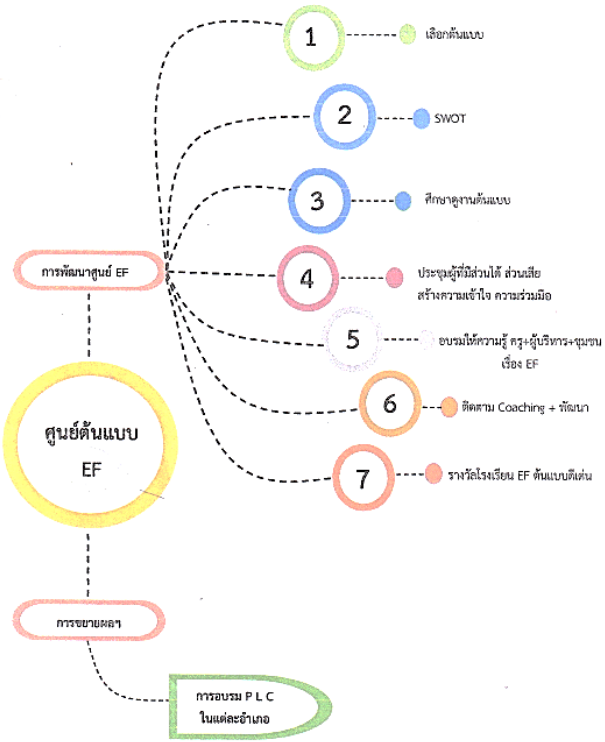 1
เลือกต้นแบบ
2
SWOT
3
ศึกษาดูงานต้นแบบ
การพัฒนาศูนย์ EF
4
ประชุมผู้ที่มีส่วนได้ ส่วนเสีย
สร้างความเข้าใจ ความร่วมมือ
5
อบรมให้ความรู้ ครู+ผู้บริหาร+ชุมชน
เรื่อง EF
6
ติดตาม Coaching + พัฒนา
7
รางวัลโรงเรียน EF ต้นแบบดีเด่น
ศูนย์ต้นแบบ
EF
การขยายผลฯ
การอบรม P L C
ในแต่ละอำเภอ